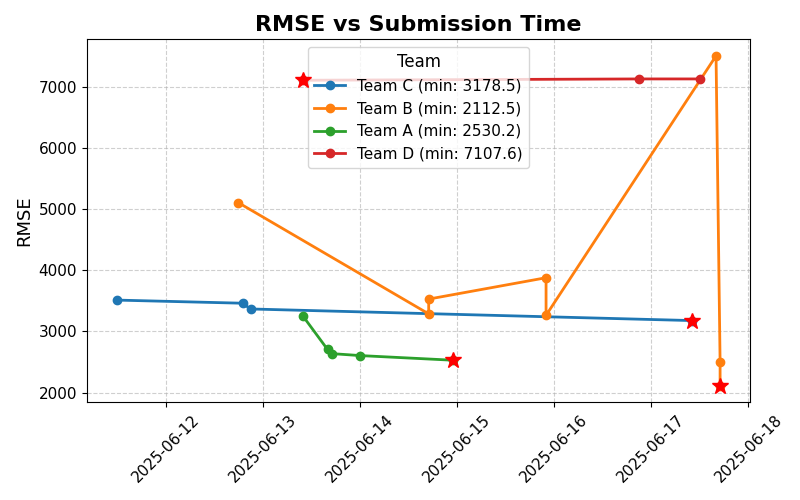 RMSE vs Submission Time
Team
Team C (min: 3178.5)
Team B (min: 2112.5)
Team A (min: 2530.2)
Team D (min: 7107.6)
RMSE
7000
6000
5000
4000
3000
2000
2025-06-12
2025-06-13
2025-06-14
2025-06-15
2025-06-16
2025-06-17
2025-06-18